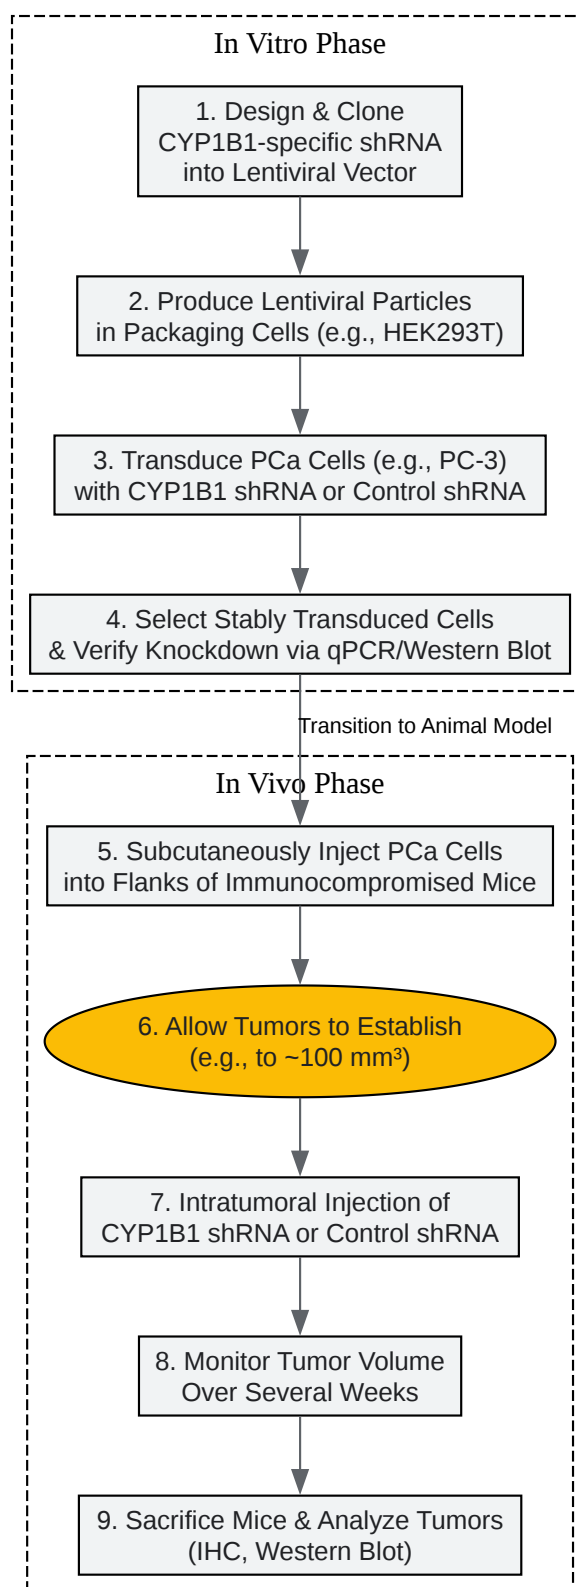 In Vitro Phase
1. Design & Clone
CYP1B1-specific shRNA
into Lentiviral Vector
2. Produce Lentiviral Particles
in Packaging Cells (e.g., HEK293T)
3. Transduce PCa Cells (e.g., PC-3)
with CYP1B1 shRNA or Control shRNA
4. Select Stably Transduced Cells
& Verify Knockdown via qPCR/Western Blot
Transition to Animal Model
In Vivo Phase
5. Subcutaneously Inject PCa Cells
into Flanks of Immunocompromised Mice
6. Allow Tumors to Establish
(e.g., to ~100 mm³)
7. Intratumoral Injection of
CYP1B1 shRNA or Control shRNA
8. Monitor Tumor Volume
Over Several Weeks
9. Sacrifice Mice & Analyze Tumors
(IHC, Western Blot)